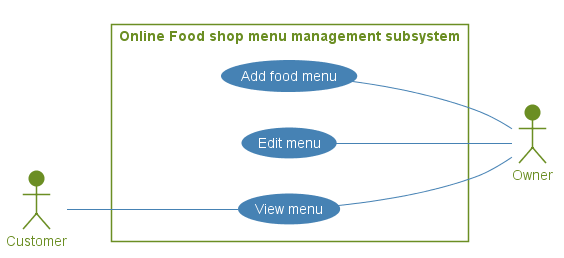 Online Food shop menu management subsystem
Add food menu
Edit menu
Owner
View menu
Customer